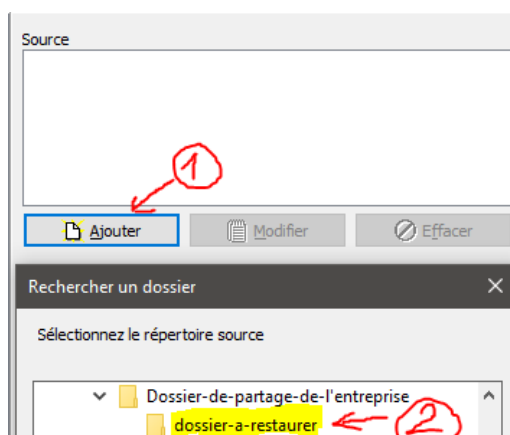 Source
1
Ajouter Modifier Effacer
Rechercher un dossier
Sélectionnez le répertoire source
Dossier-de-partage-de-l'entreprise
dossier-a-restaurer 2